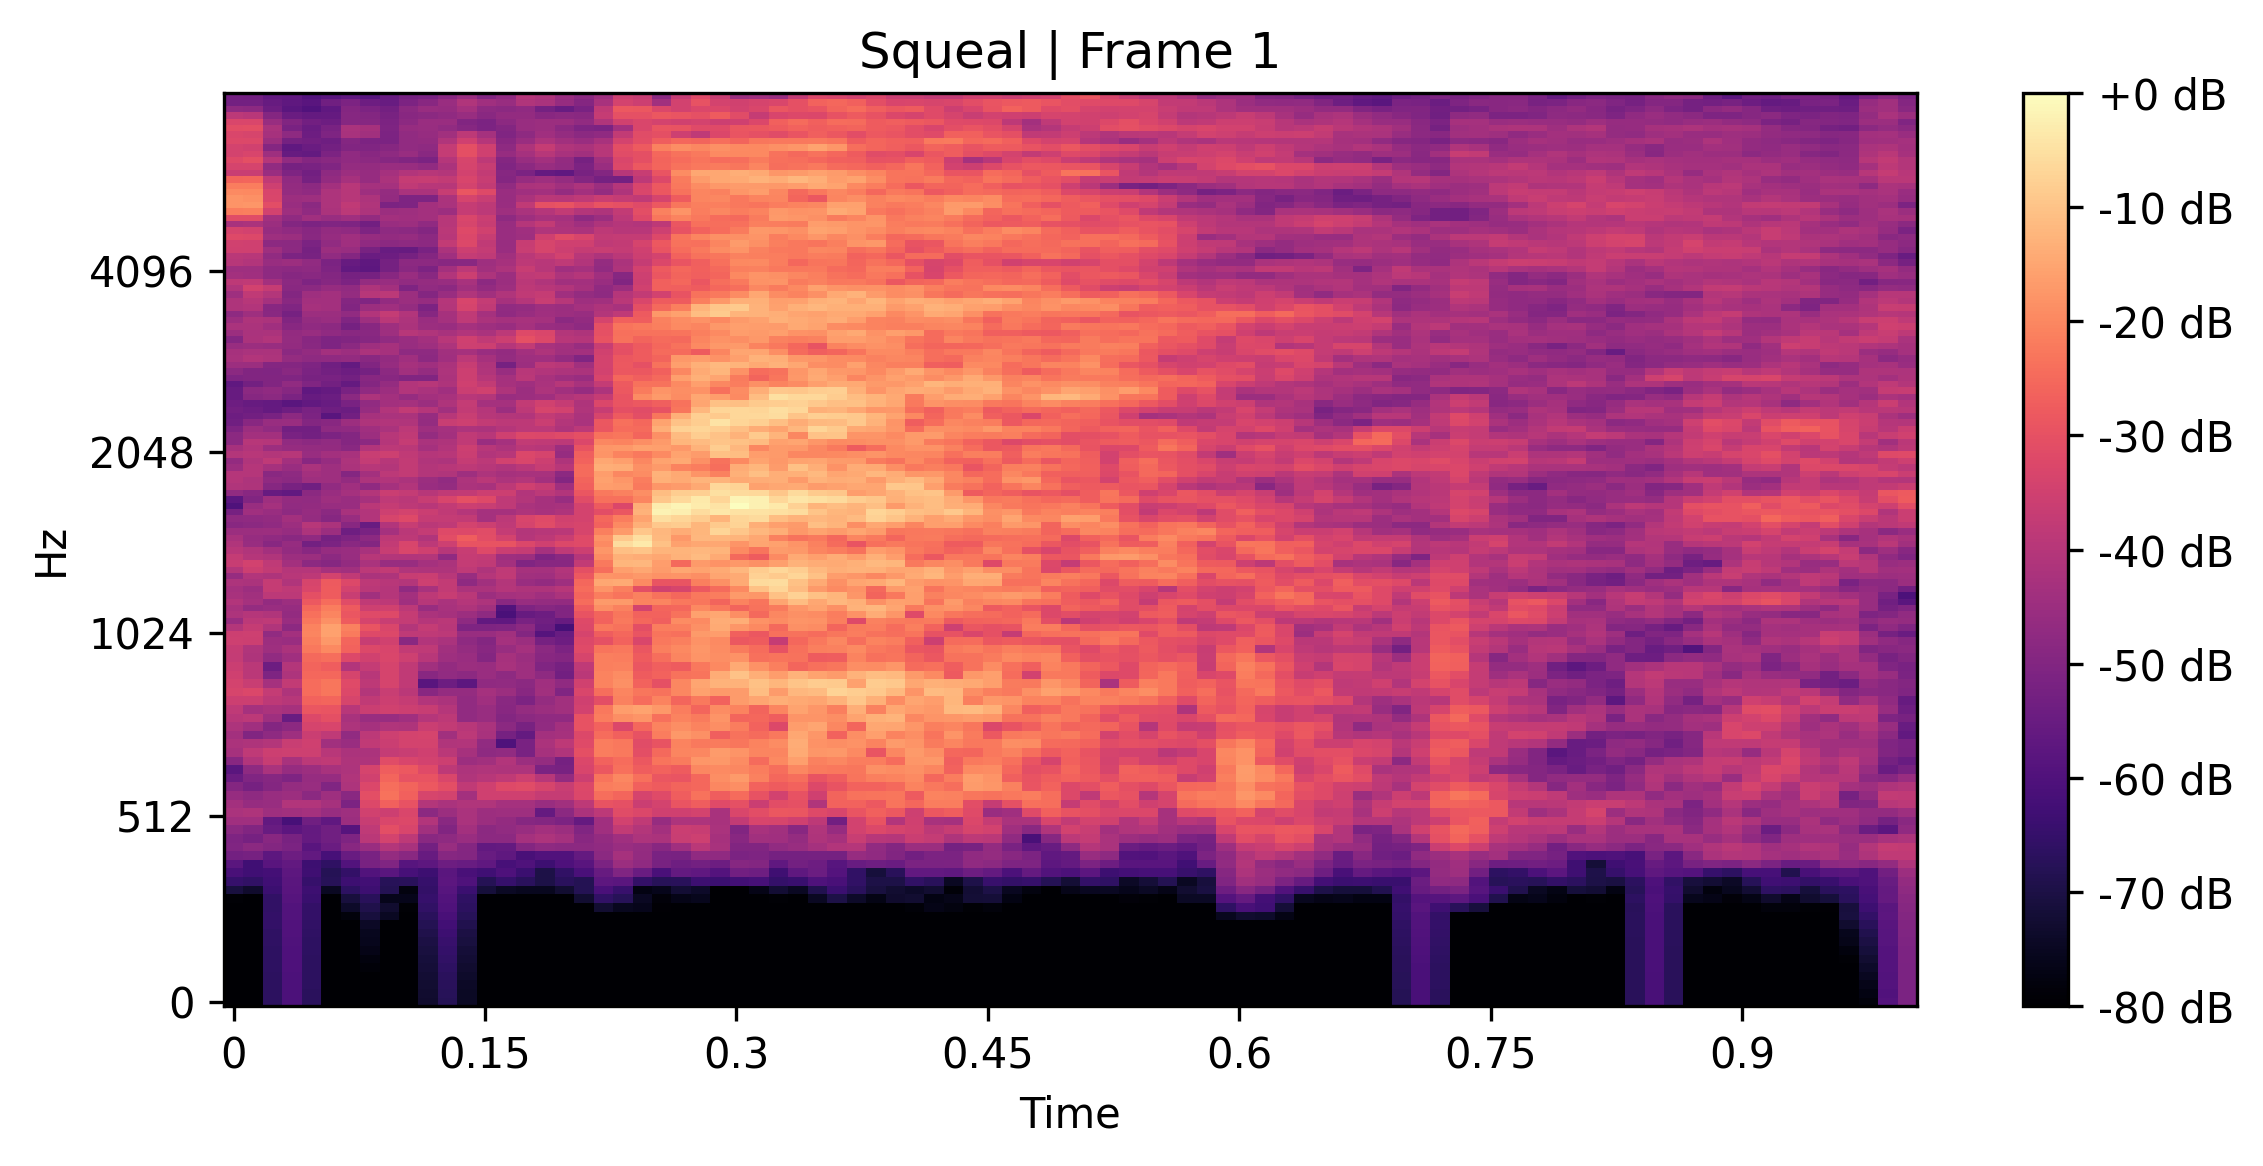 Squeal | Frame 1
+0 dB
-10 dB
-20 dB
-30 dB
-40 dB
-50 dB
-60 dB
-70 dB
-80 dB
Hz
4096
2048
1024
512
0
0 0.15 0.3 0.45 0.6 0.75 0.9
Time